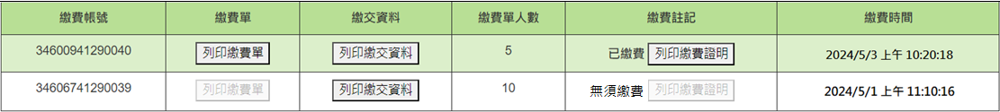 繳費帳號 繳費單 繳交資料 繳費單人數 繳費註記 繳費時間
34600941290040 列印繳費單 列印繳交資料 5 已繳費 列印繳費證明 2024/5/3 上午 10:20:18
34606741290039 列印繳費單 列印繳交資料 10 無須繳費 列印繳費證明 2024/5/1 上午 11:10:16